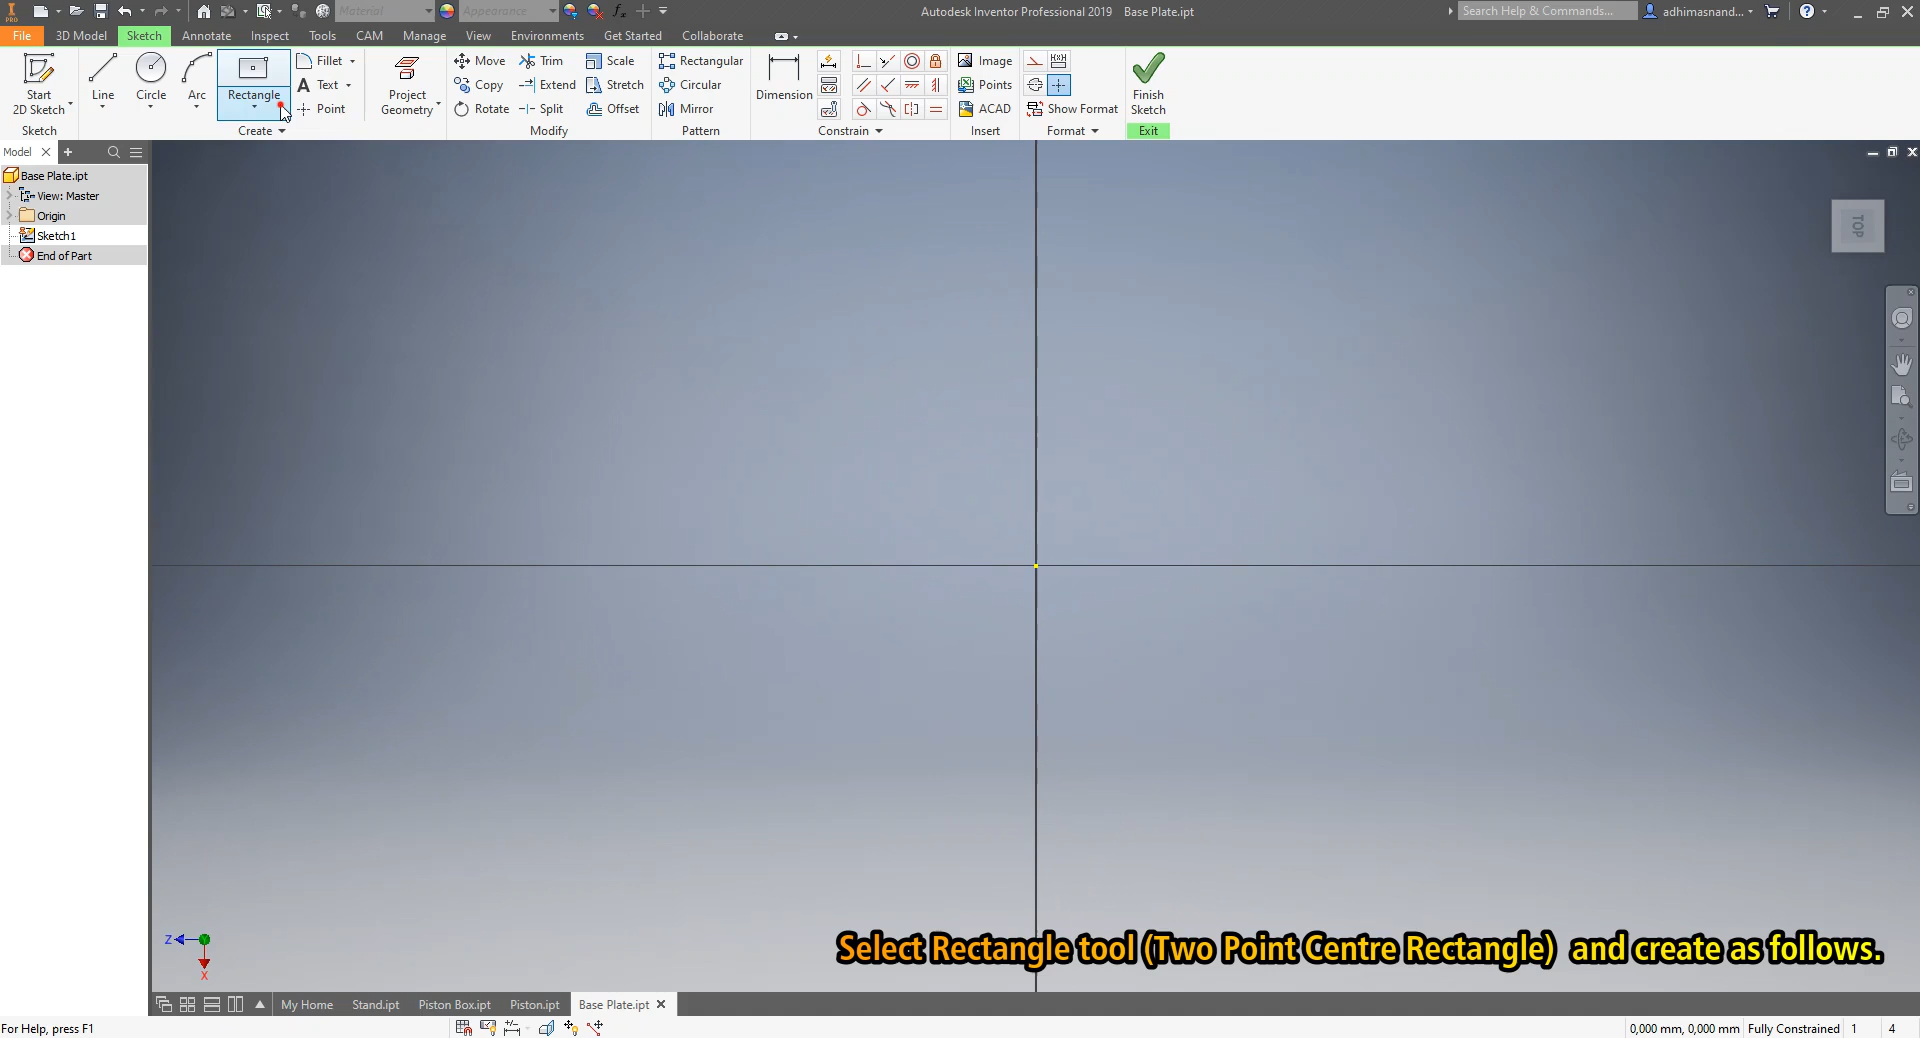 PRO Material Appearance fx Autodesk Inventor Professional 2019 Base Plate.ipt Search Help & Commands... adhimasnand...
File 3D Model Sketch Annotate Inspect Tools CAM Manage View Environments Get Started Collaborate
Start
2D Sketch
Line
Circle
Arc
Rectangle
Fillet
Text
Point
Project
Geometry
Move
Copy
Rotate
Trim
Extend
Split
Scale
Stretch
Offset
Rectangular
Circular
Mirror
Dimension
Image
Points
ACAD
Show Format
Finish
Sketch
Sketch Create Modify Pattern Constrain Insert Format Exit
Model
Base Plate.ipt
View: Master
Origin
Sketch1
End of Part
TOP
Z
X
Select Rectangle tool (Two Point Centre Rectangle) and create as follows.
My Home Stand.ipt Piston Box.ipt Piston.ipt Base Plate.ipt
For Help, press F1 0,000 mm, 0,000 mm Fully Constrained 1 4